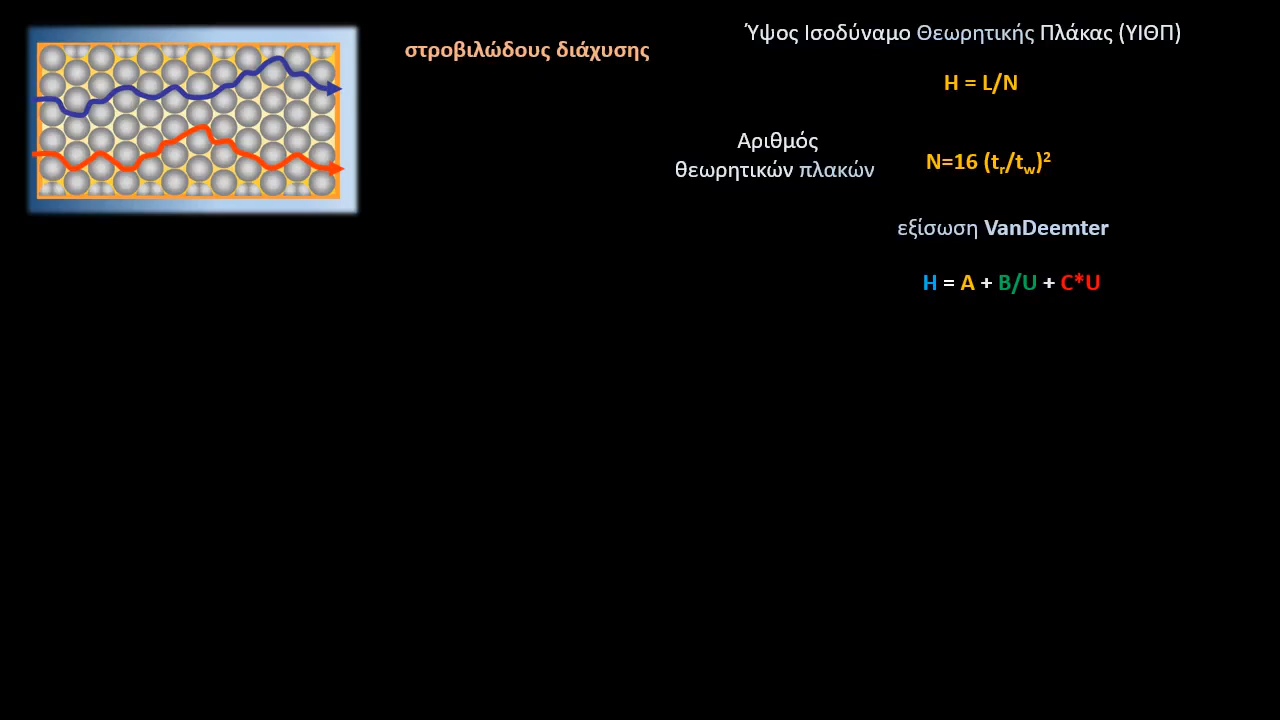 στροβιλώδους διάχυσης
Ύψος Ισοδύναμο Θεωρητικής Πλάκας (ΥΙΘΠ)
H = L/N
Αριθμός
θεωρητικών πλακών
N=16 (tr/tw)²
εξίσωση VanDeemter
H = A + B/U + C*U